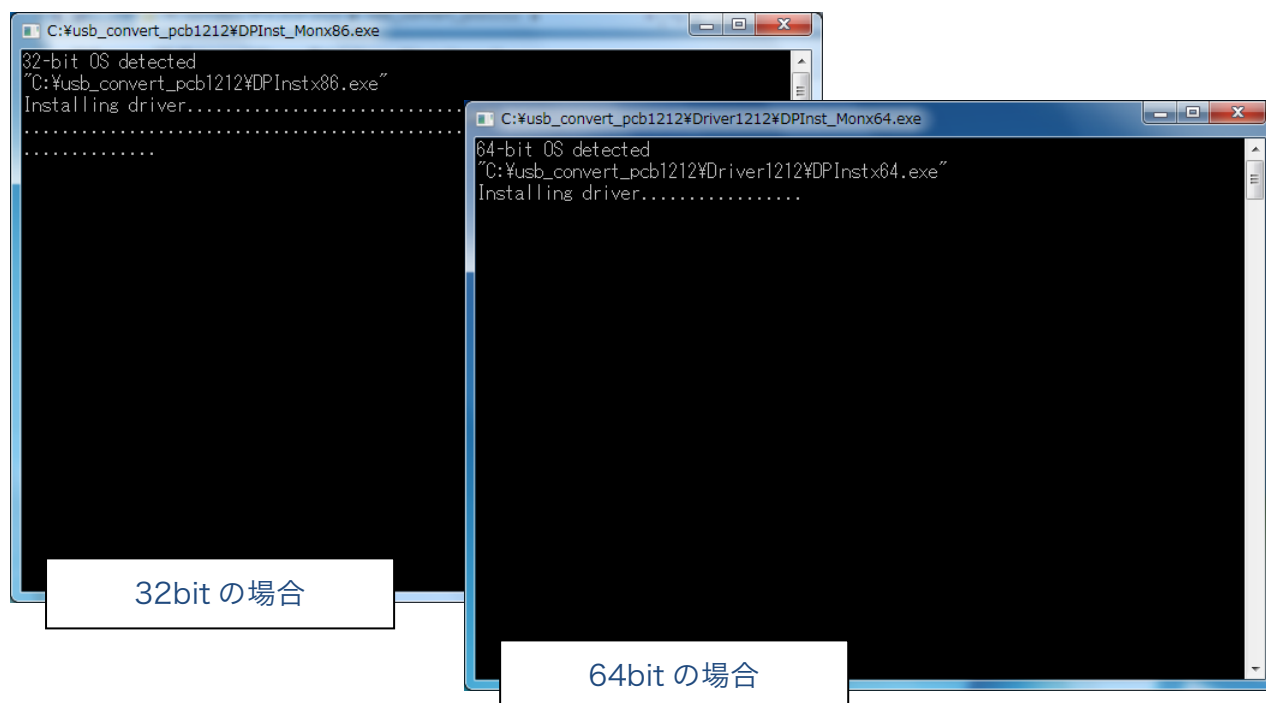 C:¥usb_convert_pcb1212¥DPInst_Monx86.exe
32-bit OS detected
"C:¥usb_convert_pcb1212¥DPInstx86.exe"
Installing driver..................................
......................................................
................
32bit の場合
C:¥usb_convert_pcb1212¥Driver1212¥DPInst_Monx64.exe
64-bit OS detected
"C:¥usb_convert_pcb1212¥Driver1212¥DPInstx64.exe"
Installing driver.................
64bit の場合